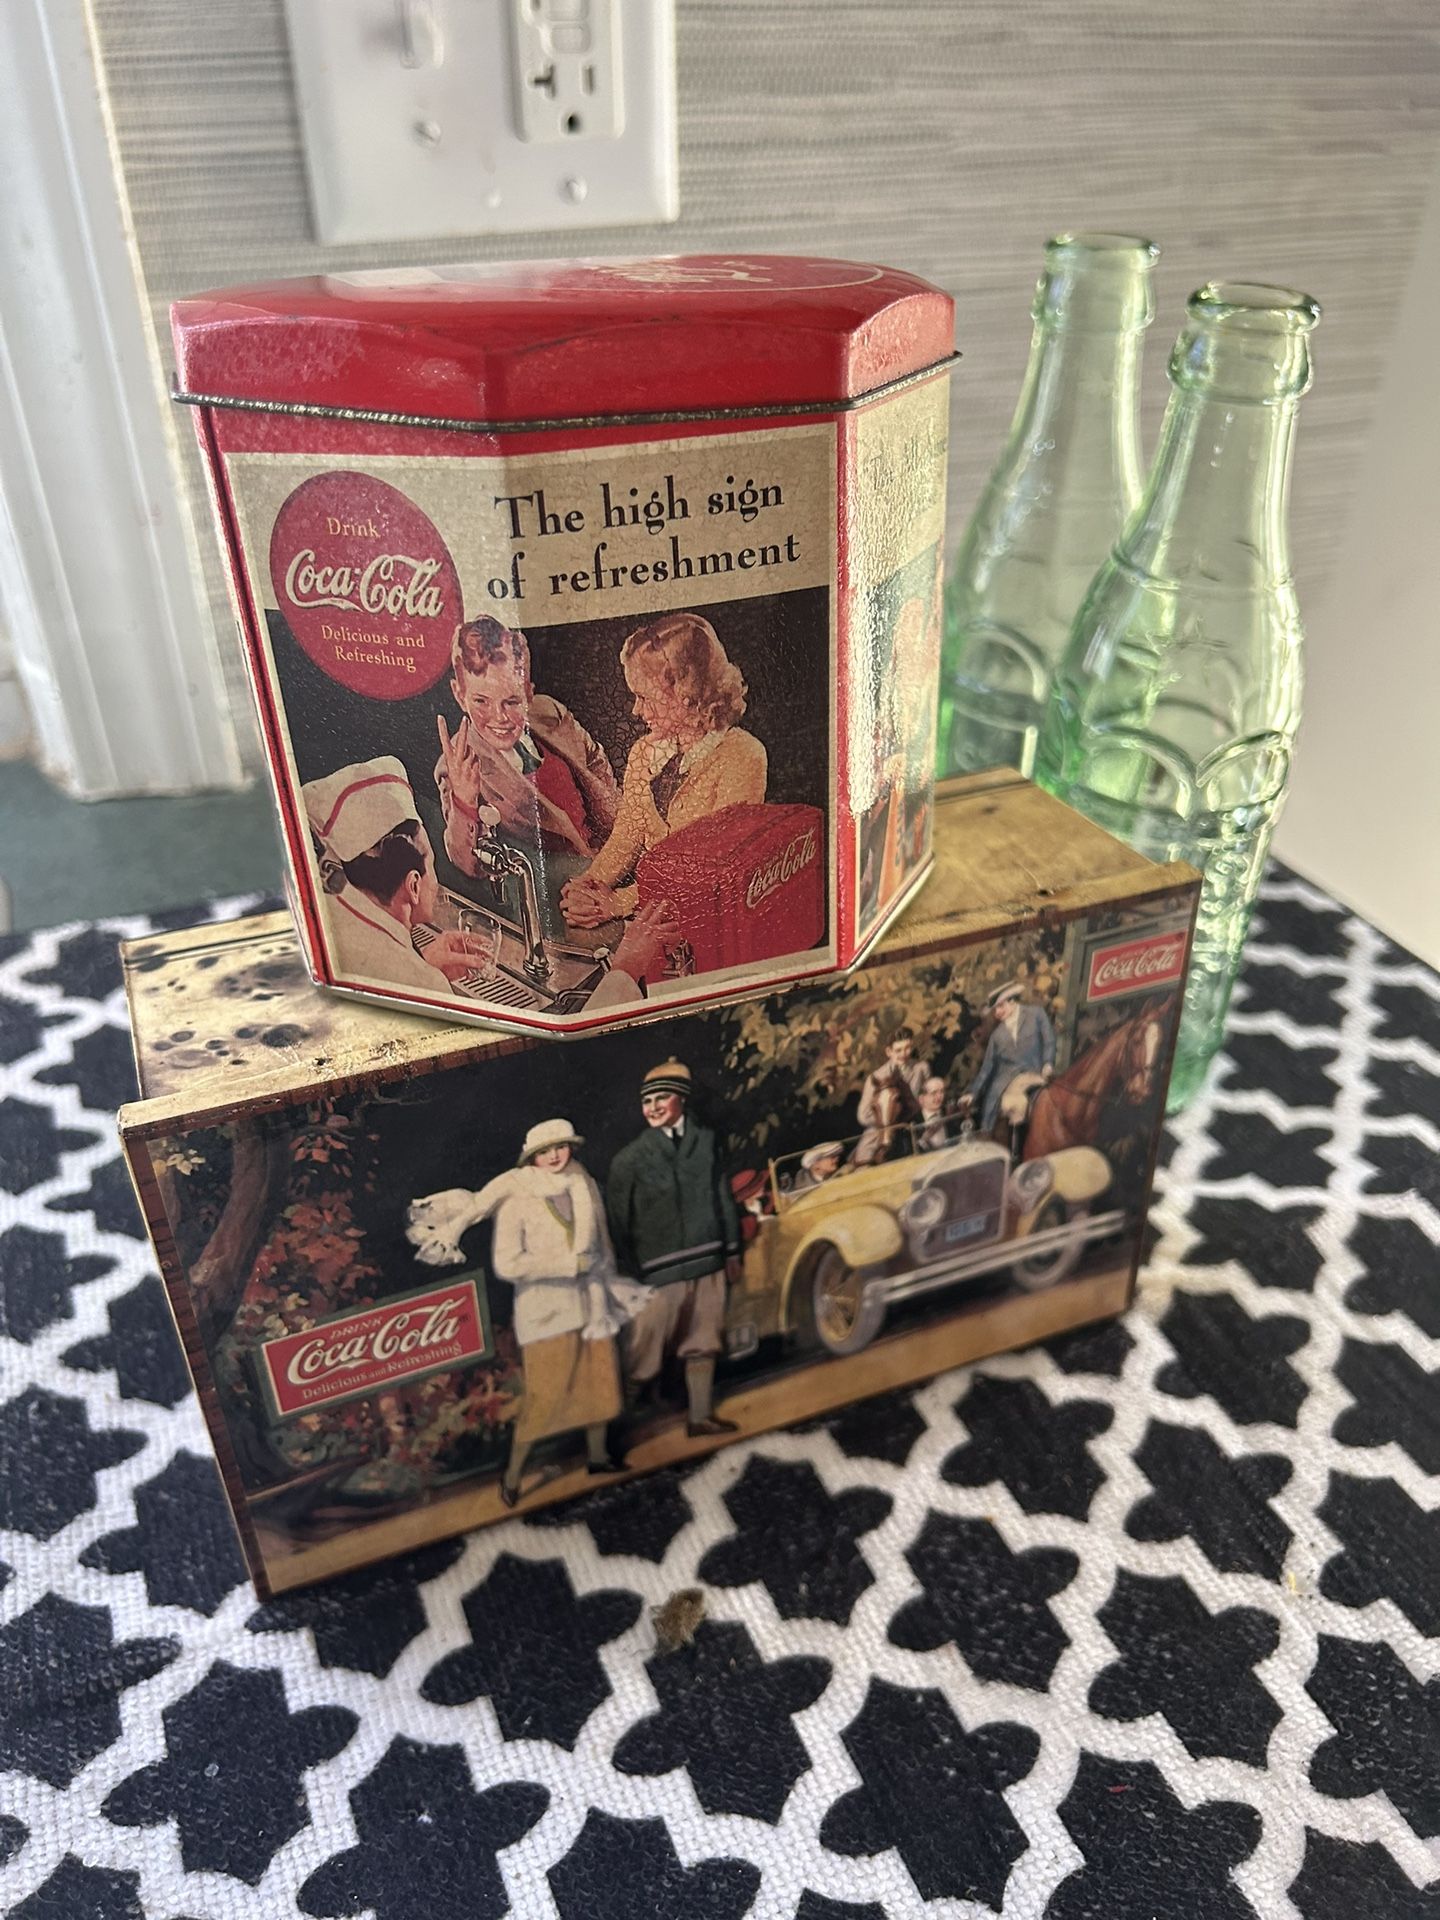 Drink
Coca-Cola
Delicious and
Refreshing
The high sign
of refreshment
Coca-Cola
Coca-Cola
DRINK
Coca-Cola
Delicious and Refreshing